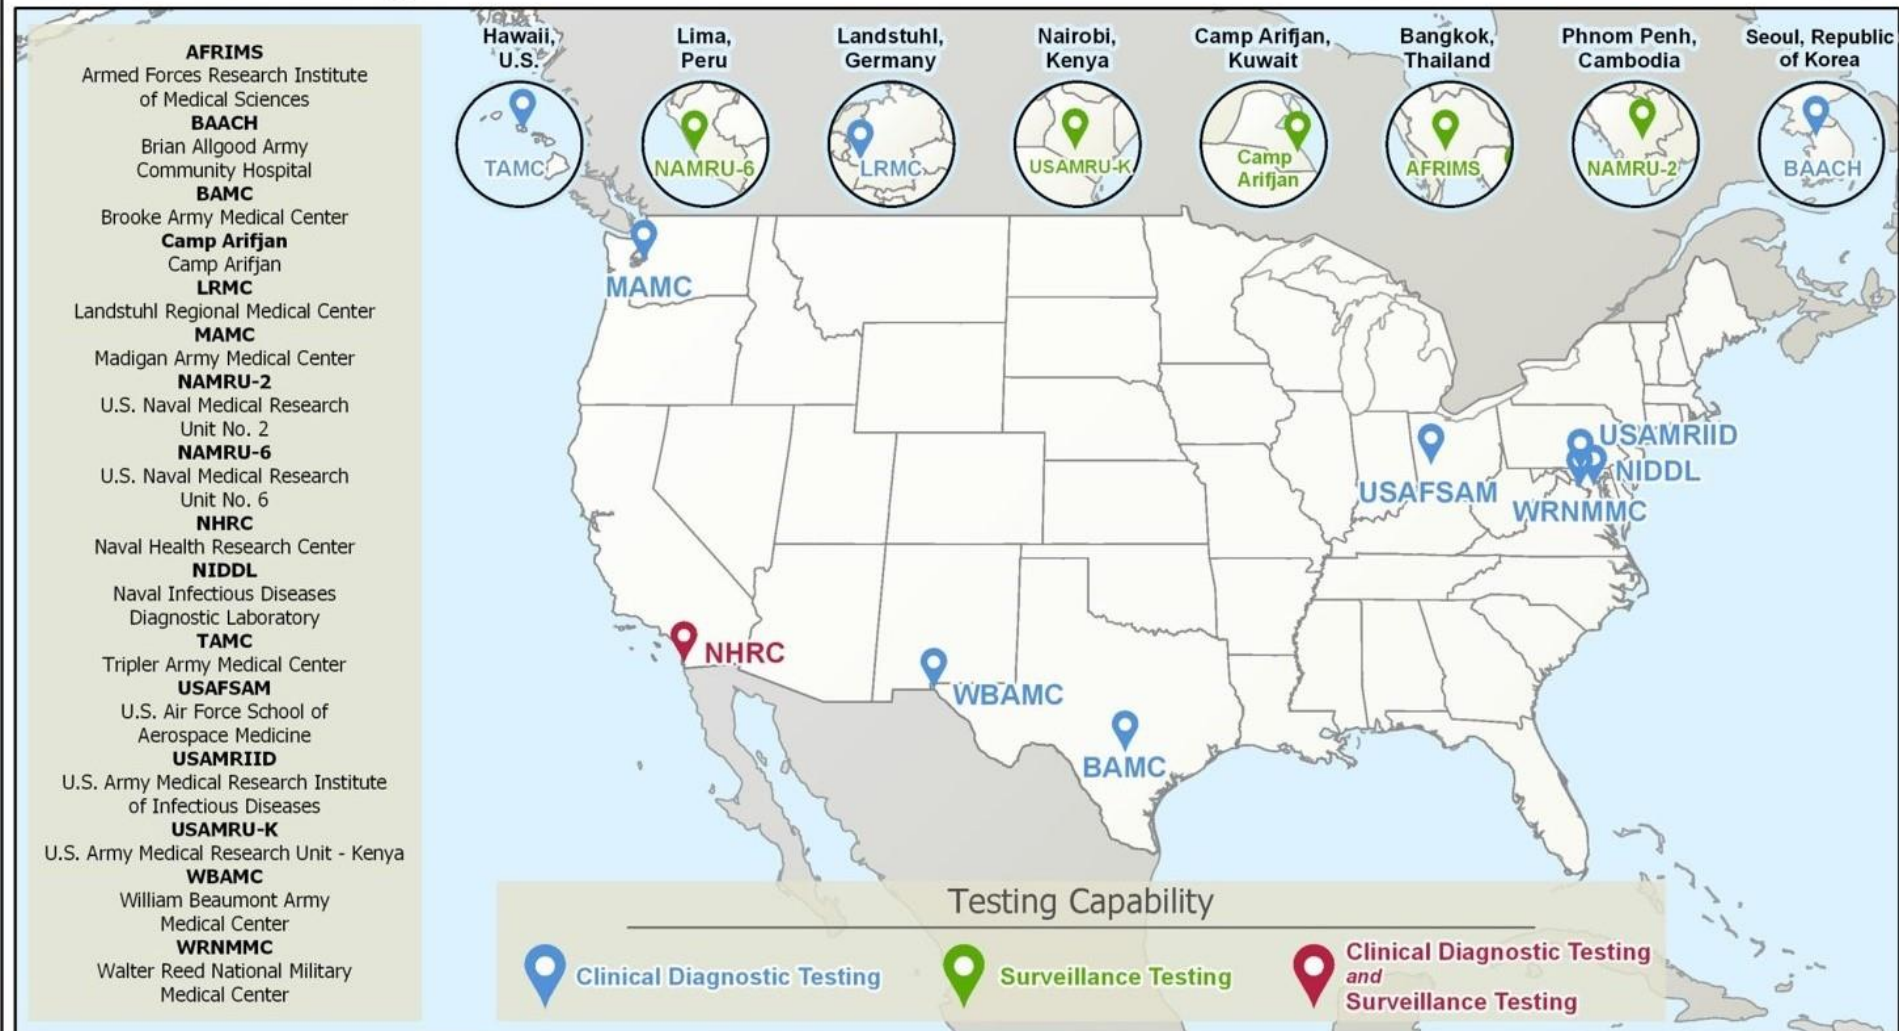 AFRIMS
Armed Forces Research Institute
of Medical Sciences
BAACH
Brian Allgood Army
Community Hospital
BAMC
Brooke Army Medical Center
Camp Arifjan
Camp Arifjan
LRMC
Landstuhl Regional Medical Center
MAMC
Madigan Army Medical Center
NAMRU-2
U.S. Naval Medical Research
Unit No. 2
NAMRU-6
U.S. Naval Medical Research
Unit No. 6
NHRC
Naval Health Research Center
NIDDL
Naval Infectious Diseases
Diagnostic Laboratory
TAMC
Tripler Army Medical Center
USAFSAM
U.S. Air Force School of
Aerospace Medicine
USAMRIID
U.S. Army Medical Research Institute
of Infectious Diseases
USAMRU-K
U.S. Army Medical Research Unit - Kenya
WBAMC
William Beaumont Army
Medical Center
WRNMMC
Walter Reed National Military
Medical Center
Hawaii,
U.S.
TAMC
Lima,
Peru
NAMRU-6
Landstuhl,
Germany
LRMC
Nairobi,
Kenya
USAMRU-K
Camp Arifjan,
Kuwait
Camp
Arifjan
Bangkok,
Thailand
AFRIMS
Phnom Penh,
Cambodia
NAMRU-2
Seoul, Republic
of Korea
BAACH
MAMC
USAMRIID
NIDDL
USAFSAM
WRNMMC
NHRC
WBAMC
BAMC
Testing Capability
Clinical Diagnostic Testing
Surveillance Testing
Clinical Diagnostic Testing
and
Surveillance Testing